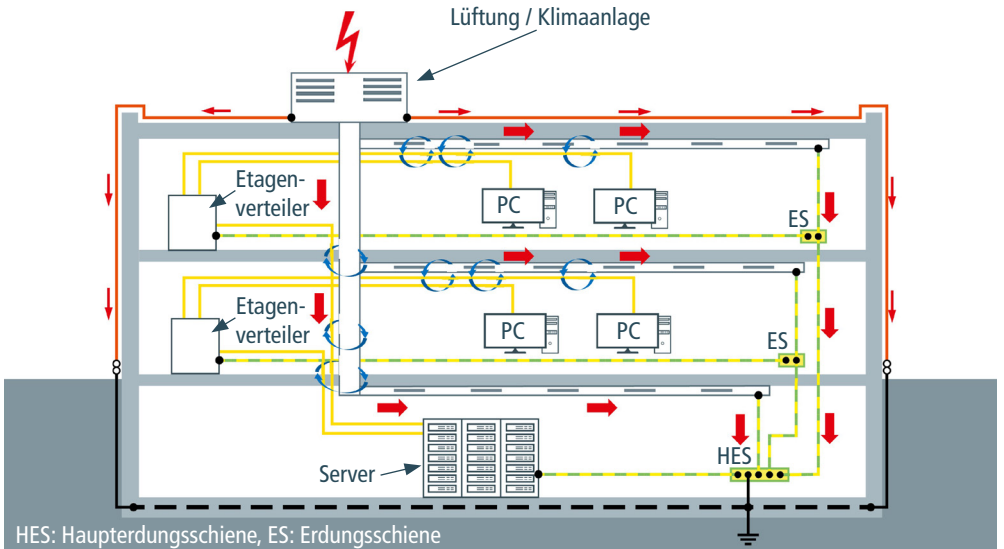 Lüftung / Klimaanlage
Etagen-
verteiler
PC
PC
ES
Etagen-
verteiler
PC
PC
ES
HES
Server
HES: Haupterdungsschiene, ES: Erdungsschiene